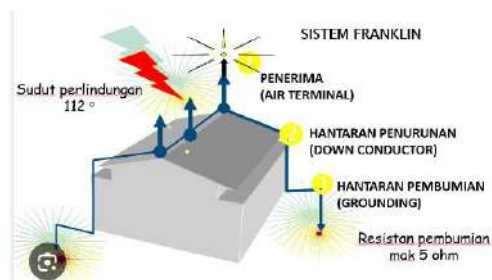 SISTEM FRANKLIN
Sudut perlindungan
112 °
PENERIMA
(AIR TERMINAL)
2
HANTARAN PENURUNAN
(DOWN CONDUCTOR)
HANTARAN PEMBUMIAN
(GROUNDING)
Resistan pembumian
mak 5 ohm